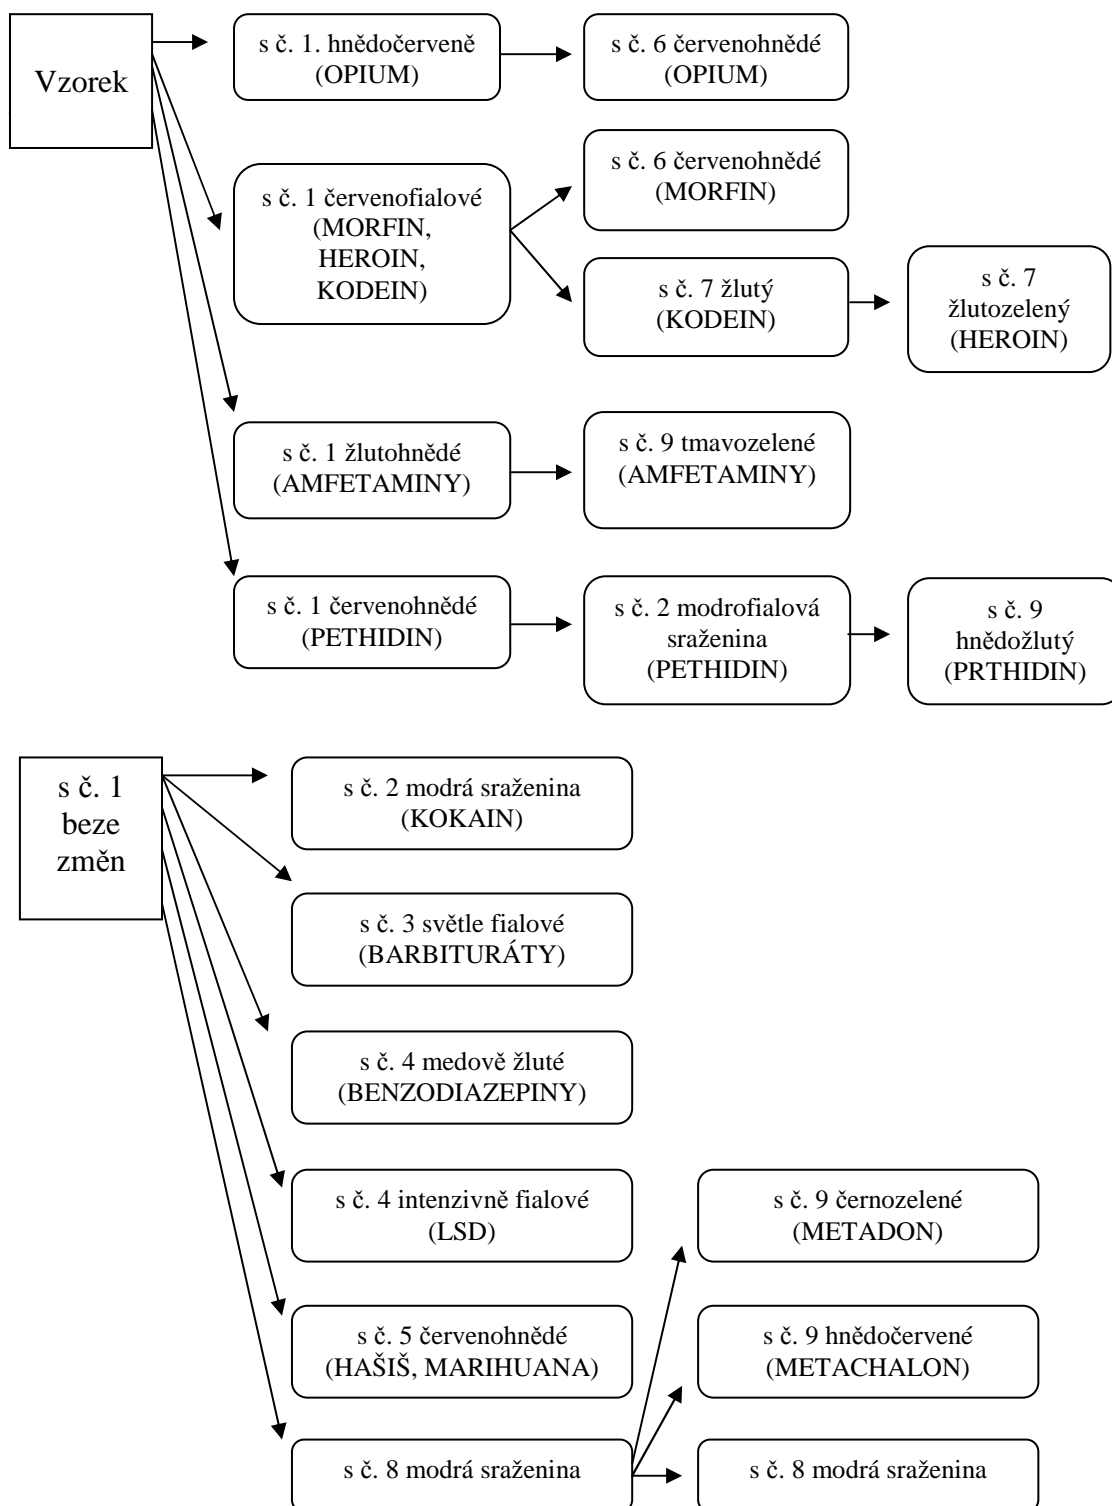 Vzorek
s č. 1. hnědočerveně
(OPIUM)
s č. 6 červenohnědé
(OPIUM)
s č. 1 červenofialové
(MORFIN,
HEROIN,
KODEIN)
s č. 6 červenohnědé
(MORFIN)
s č. 7 žlutý
(KODEIN)
s č. 7
žlutozelený
(HEROIN)
s č. 1 žlutohnědé
(AMFETAMINY)
s č. 9 tmavozelené
(AMFETAMINY)
s č. 1 červenohnědé
(PETHIDIN)
s č. 2 modrofialová
sraženina
(PETHIDIN)
s č. 9
hnědožlutý
(PRTHIDIN)
s č. 1
beze
změn
s č. 2 modrá sraženina
(KOKAIN)
s č. 3 světle fialové
(BARBITURÁTY)
s č. 4 medově žluté
(BENZODIAZEPINY)
s č. 4 intenzivně fialové
(LSD)
s č. 9 černozelené
(METADON)
s č. 5 červenohnědé
(HAŠIŠ, MARIHUANA)
s č. 9 hnědočervené
(METACHALON)
s č. 8 modrá sraženina
s č. 8 modrá sraženina